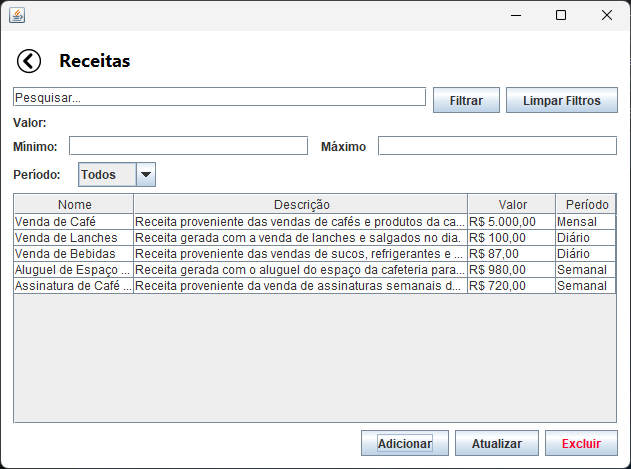 Receitas
Pesquisar...
Filtrar
Limpar Filtros
Valor:
Mínimo:
Máximo
Período:
Todos
Nome Descrição Valor Período
Venda de Café Receita proveniente das vendas de cafés e produtos da ca... R$ 5.000,00 Mensal
Venda de Lanches Receita gerada com a venda de lanches e salgados no dia. R$ 100,00 Diário
Venda de Bebidas Receita proveniente das vendas de sucos, refrigerantes e ... R$ 87,00 Diário
Aluguel de Espaço ... Receita gerada com o aluguel do espaço da cafeteria para... R$ 980,00 Semanal
Assinatura de Café ... Receita proveniente da venda de assinaturas semanais d... R$ 720,00 Semanal
Adicionar
Atualizar
Excluir